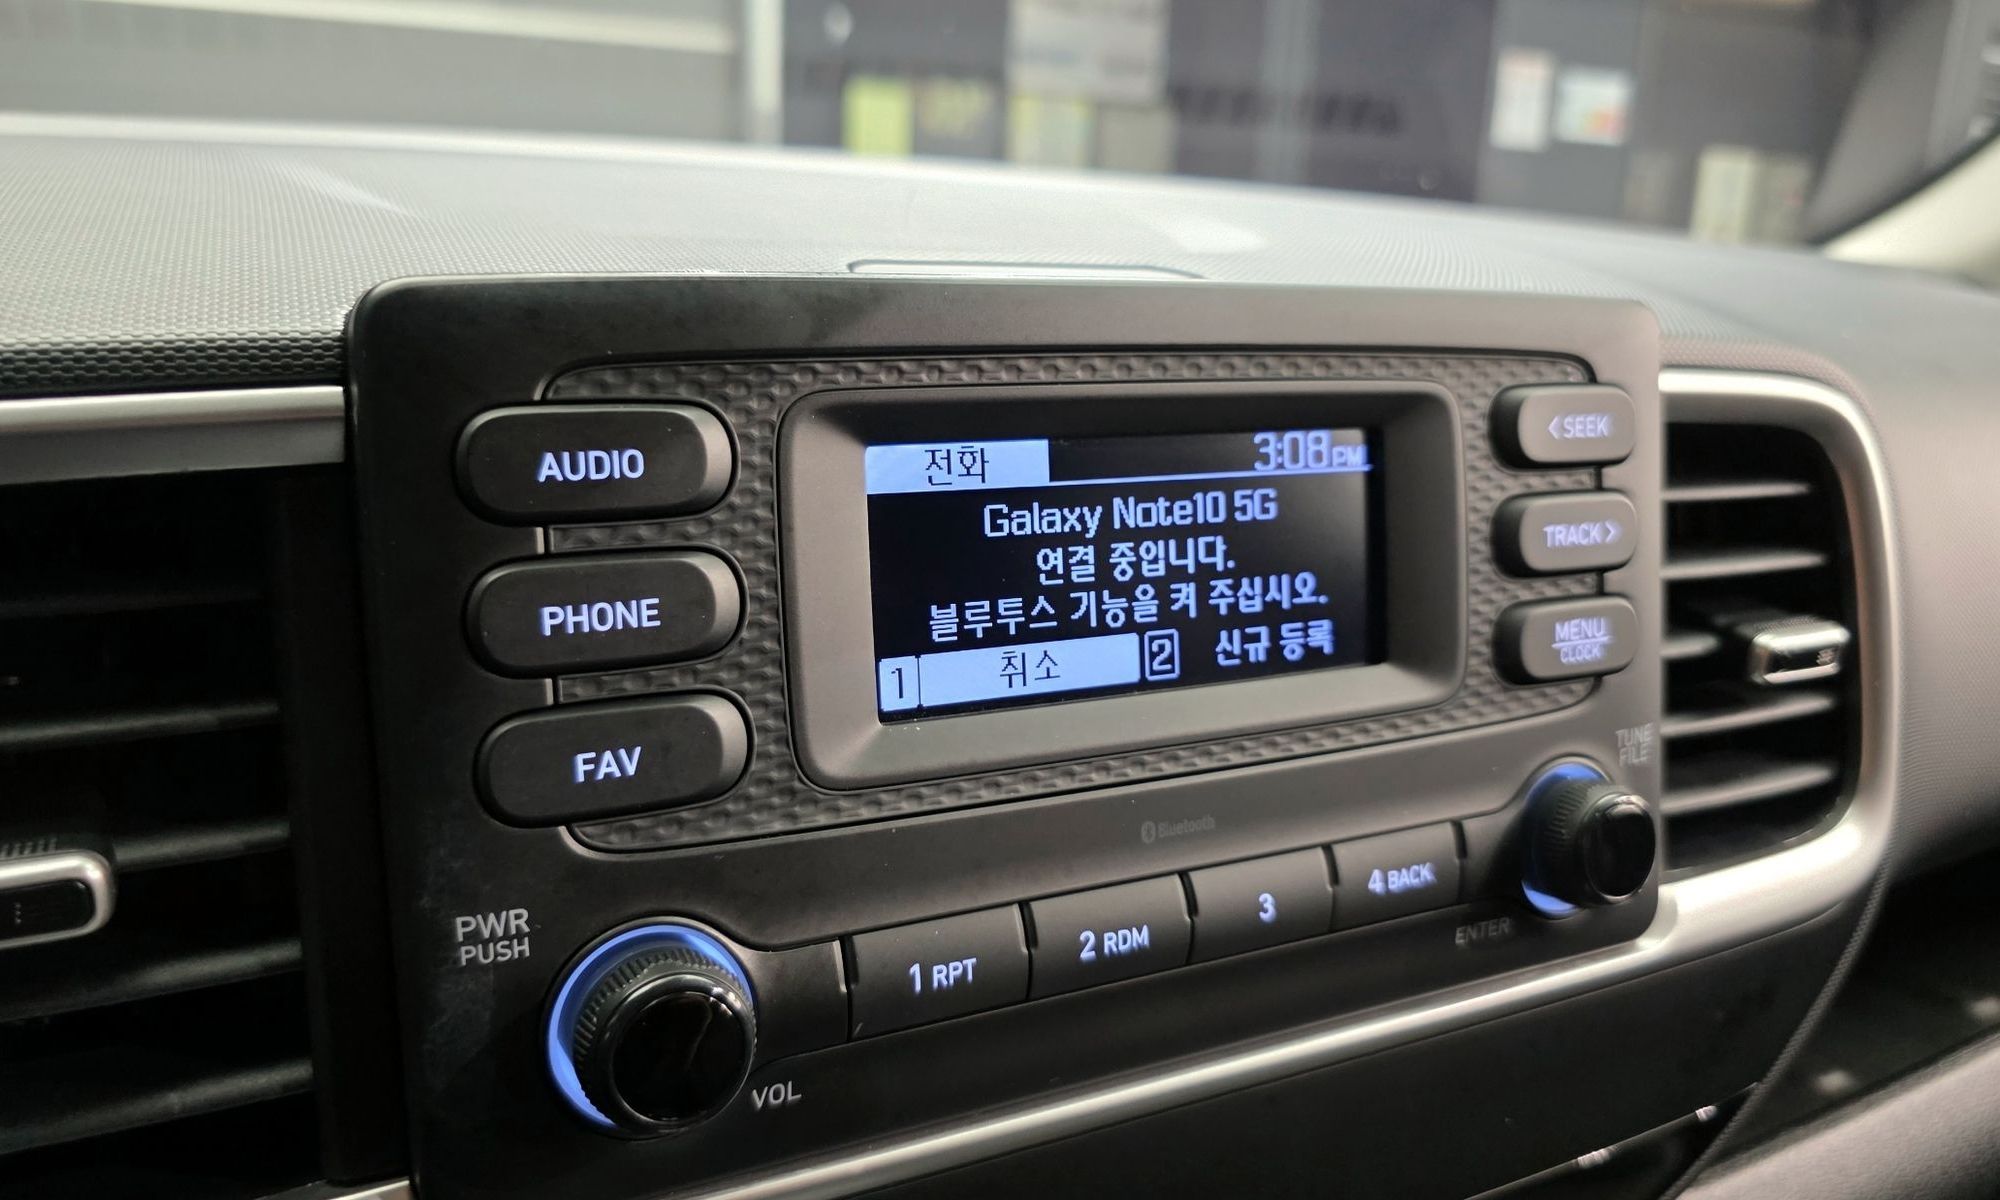 전화
3:08 PM
Galaxy Note10 5G
연결 중입니다.
블루투스 기능을 켜 주십시오.
1 취소 2 신규 등록
AUDIO
PHONE
FAV
< SEEK
TRACK >
MENU
CLOCK
TUNE
FILE
Bluetooth
PWR
PUSH
VOL
1 RPT
2 RDM
3
4 BACK
ENTER